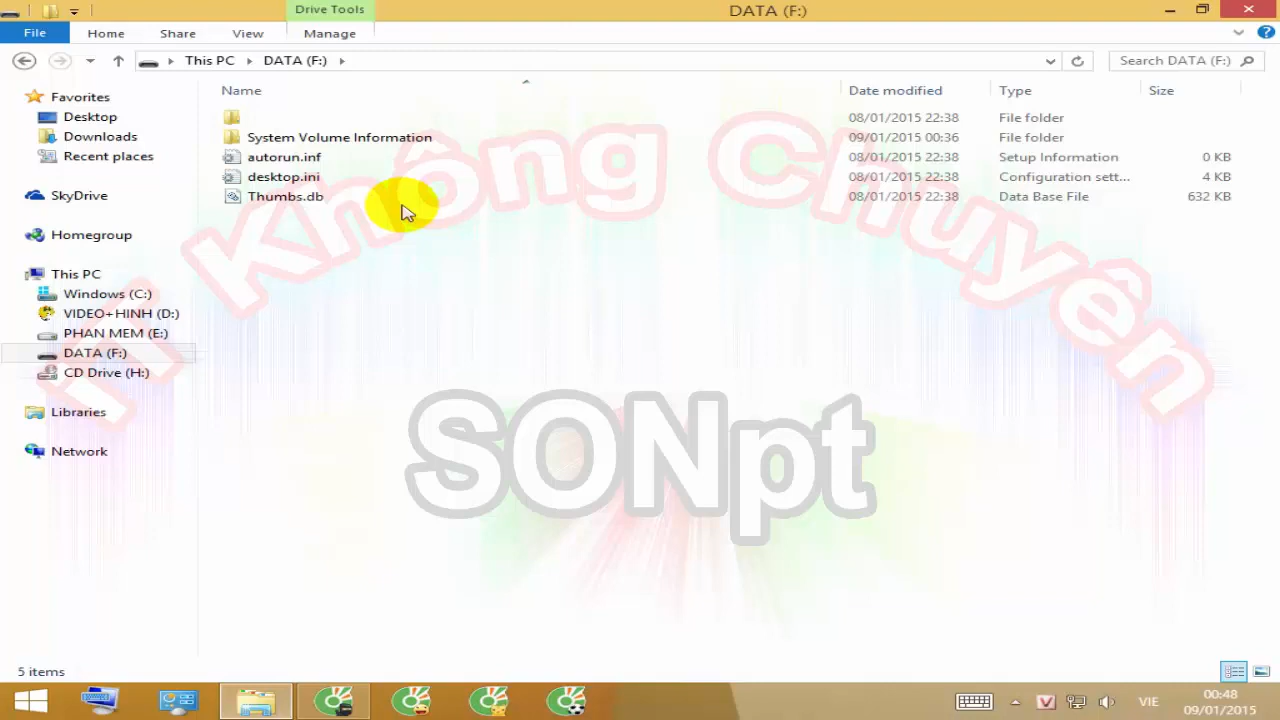 Drive Tools
DATA (F:)
File Home Share View Manage
This PC DATA (F:) Search DATA (F:)
Name Date modified Type Size
08/01/2015 22:38 File folder
System Volume Information 09/01/2015 00:36 File folder
autorun.inf 08/01/2015 22:38 Setup Information 0 KB
desktop.ini 08/01/2015 22:38 Configuration sett... 4 KB
Thumbs.db 08/01/2015 22:38 Data Base File 632 KB
Favorites
Desktop
Downloads
Recent places
SkyDrive
Homegroup
This PC
Windows (C:)
VIDEO+HINH (D:)
PHAN MEM (E:)
DATA (F:)
CD Drive (H:)
Libraries
Network
Không Chuyên
SONpt
5 items
VIE
00:48
09/01/2015